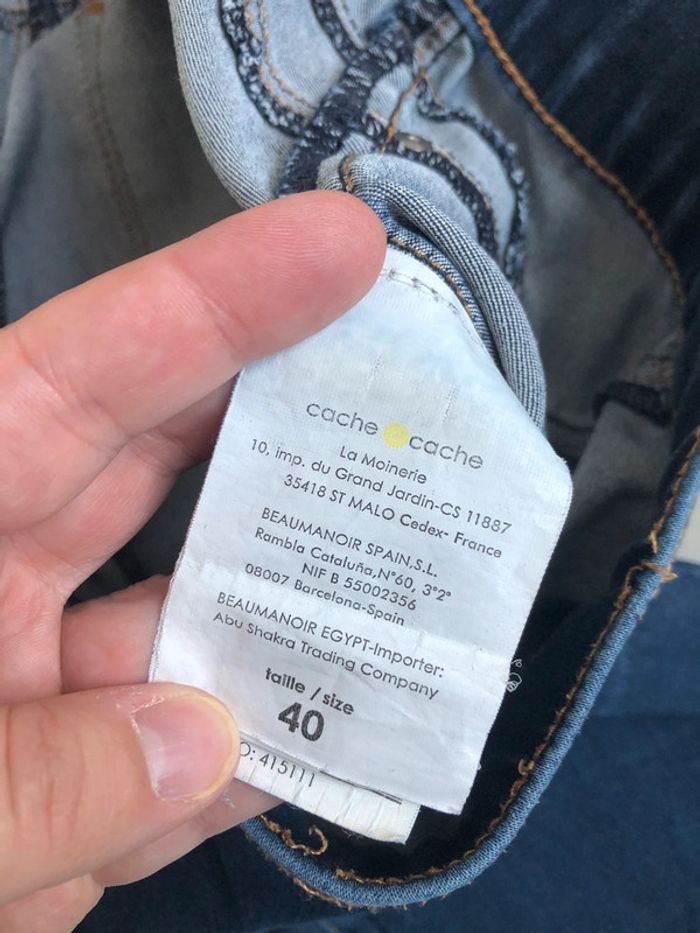 cache cache
La Moinerie
10, imp. du Grand Jardin-CS 11887
35418 ST MALO Cedex- France
BEAUMANOIR SPAIN,S.L.
Rambla Cataluña,N°60, 3°2°
NIF B 55002356
08007 Barcelona-Spain
BEAUMANOIR EGYPT-Importer:
Abu Shakra Trading Company
taille / size
40
O: 415111